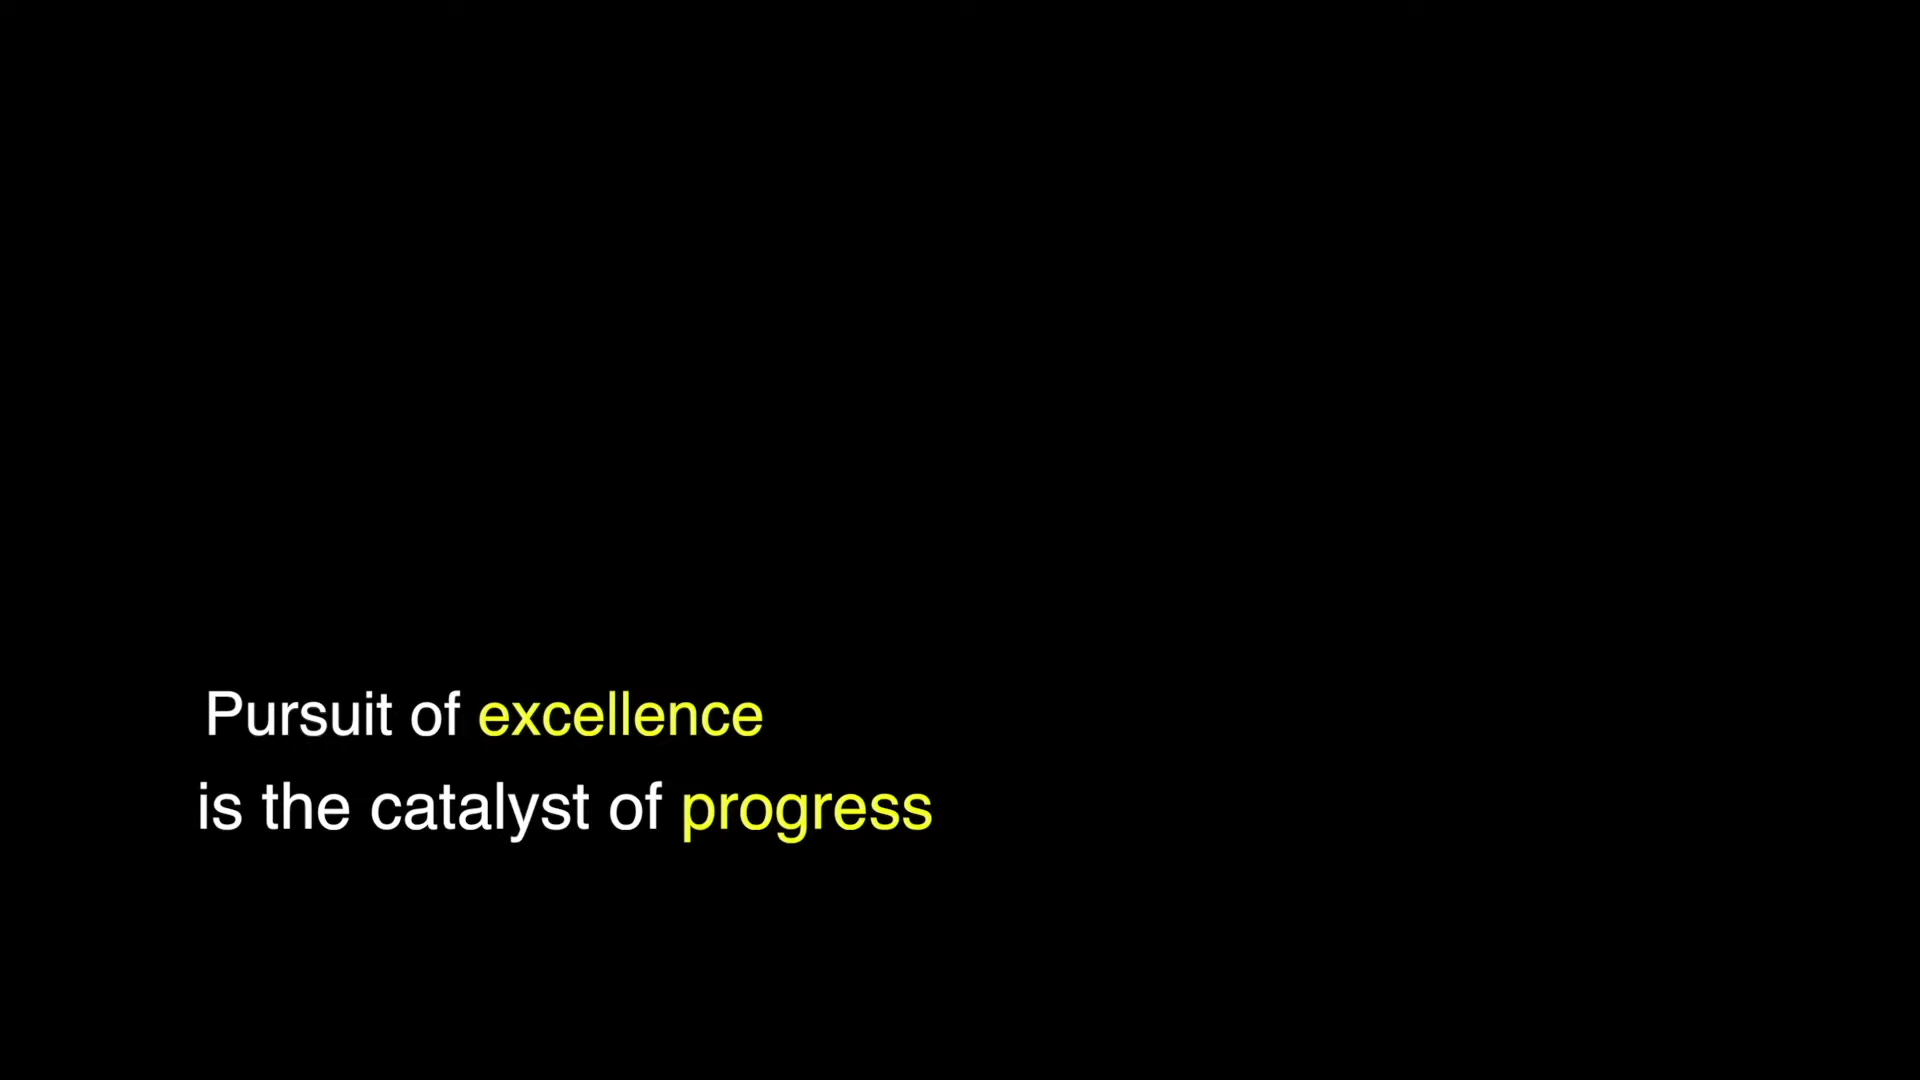 Pursuit of excellence
is the catalyst of progress